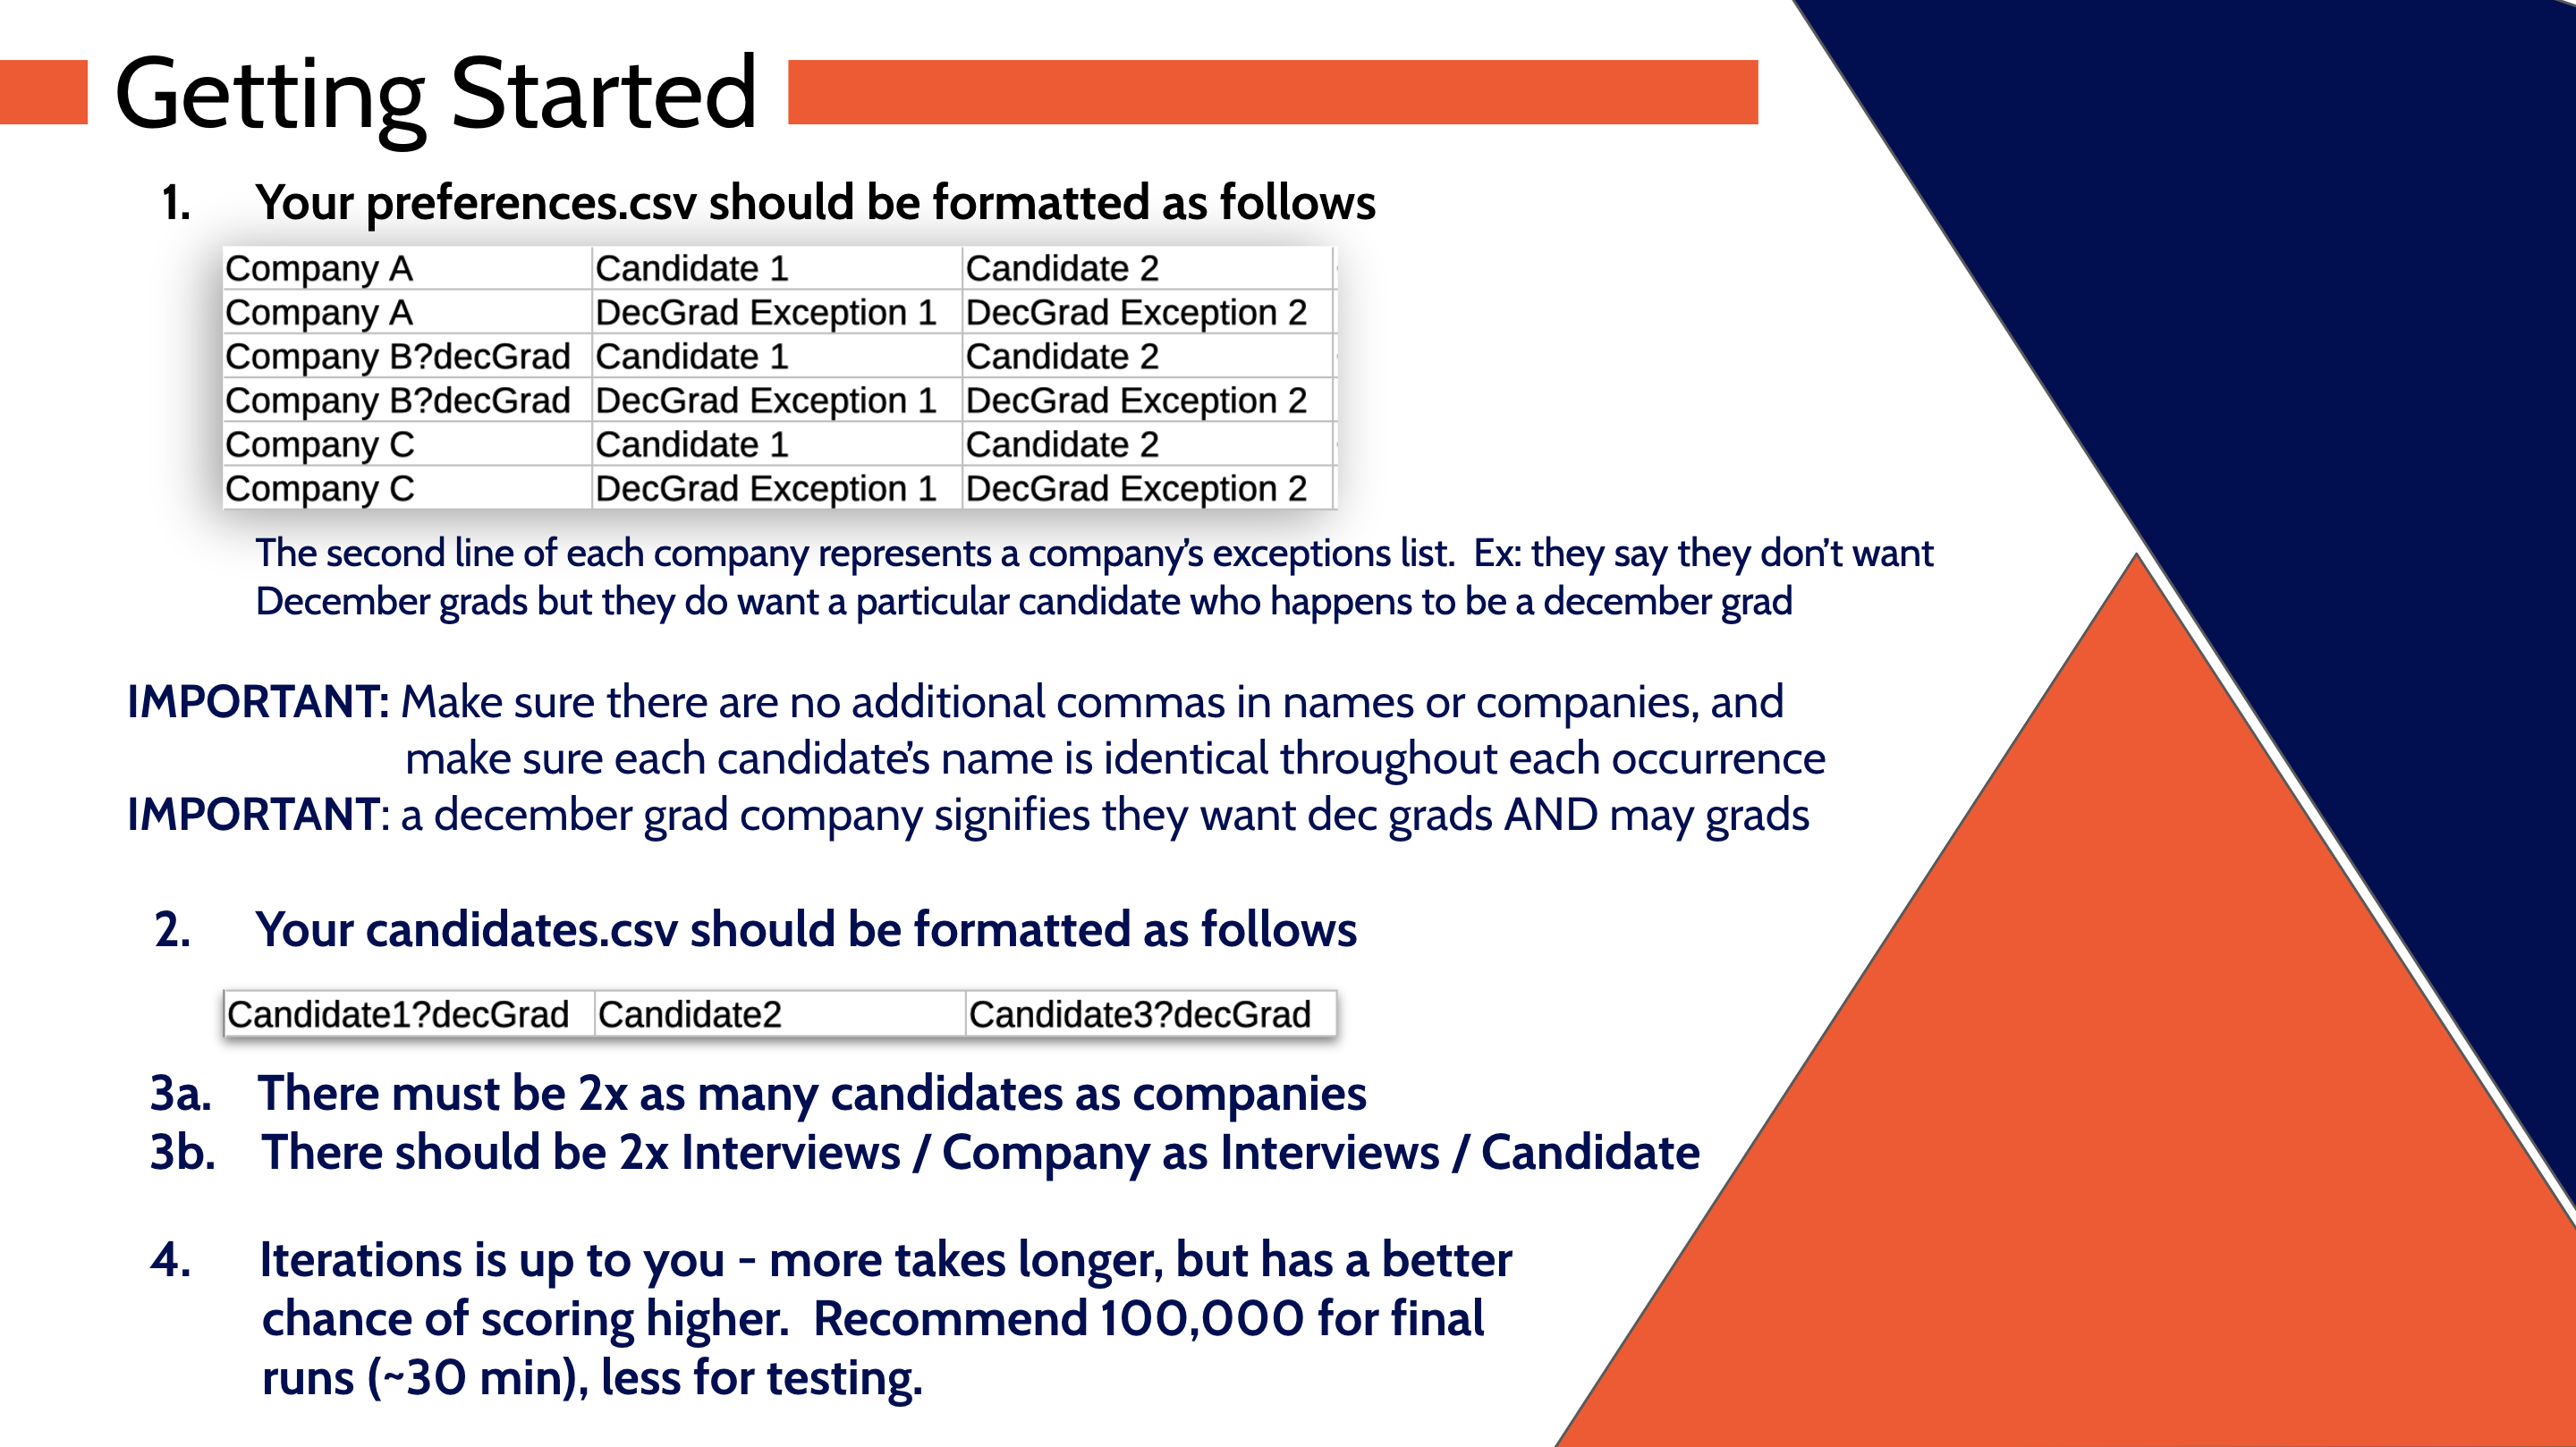 Getting Started
1. Your preferences.csv should be formatted as follows
Company A Candidate 1 Candidate 2
Company A DecGrad Exception 1 DecGrad Exception 2
Company B?decGrad Candidate 1 Candidate 2
Company B?decGrad DecGrad Exception 1 DecGrad Exception 2
Company C Candidate 1 Candidate 2
Company C DecGrad Exception 1 DecGrad Exception 2
The second line of each company represents a company’s exceptions list.  Ex: they say they don’t want
December grads but they do want a particular candidate who happens to be a december grad
IMPORTANT: Make sure there are no additional commas in names or companies, and
make sure each candidate’s name is identical throughout each occurrence
IMPORTANT: a december grad company signifies they want dec grads AND may grads
2. Your candidates.csv should be formatted as follows
Candidate1?decGrad Candidate2 Candidate3?decGrad
3a. There must be 2x as many candidates as companies
3b. There should be 2x Interviews / Company as Interviews / Candidate
4. Iterations is up to you - more takes longer, but has a better
chance of scoring higher.  Recommend 100,000 for final
runs (~30 min), less for testing.